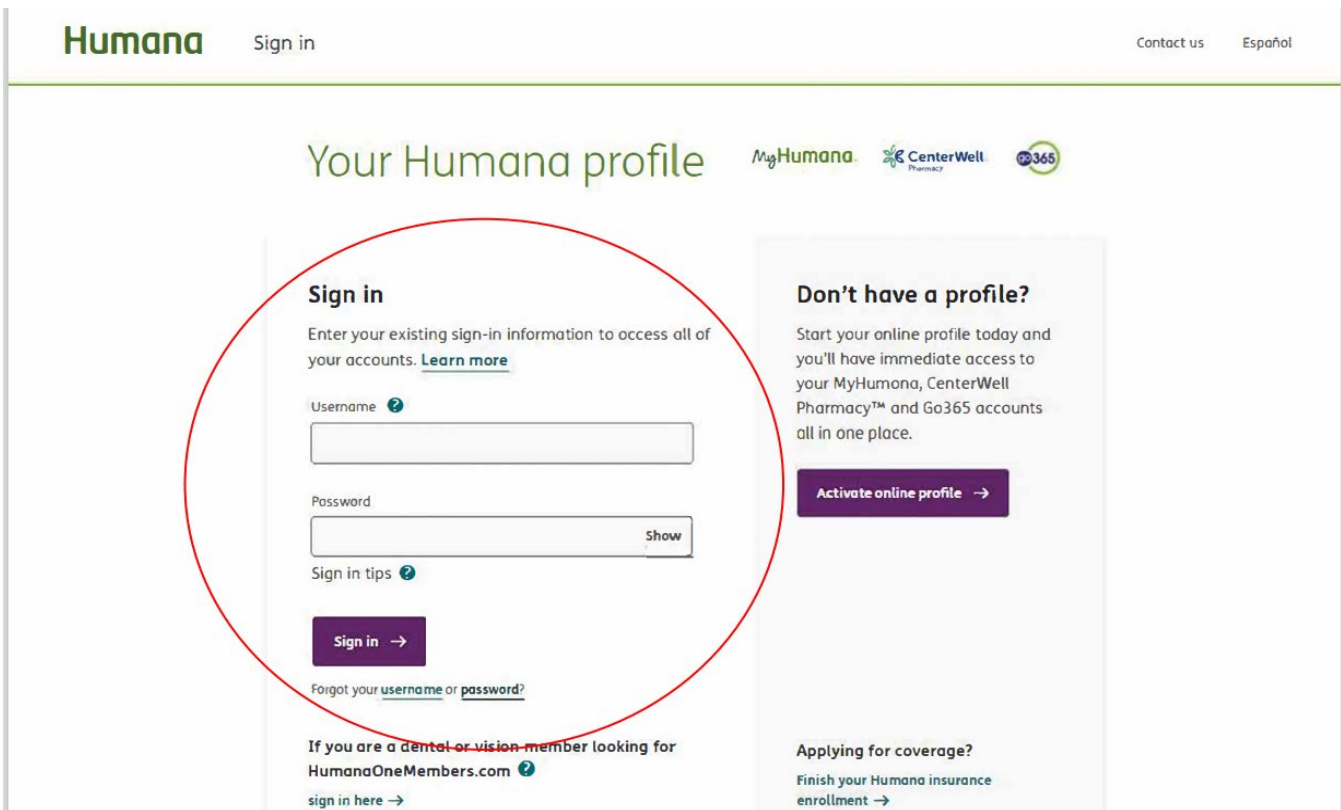 Humana
Sign in
Contact us
Español
Your Humana profile
MyHumana.
CenterWell
Pharmacy
go365
Sign in
Enter your existing sign-in information to access all of
your accounts. Learn more
Username ?
Password
Show
Sign in tips ?
Sign in →
Forgot your username or password?
If you are a dental or vision member looking for
HumanaOneMembers.com ?
sign in here →
Don't have a profile?
Start your online profile today and
you'll have immediate access to
your MyHumana, CenterWell
Pharmacy™ and Go365 accounts
all in one place.
Activate online profile →
Applying for coverage?
Finish your Humana insurance
enrollment →